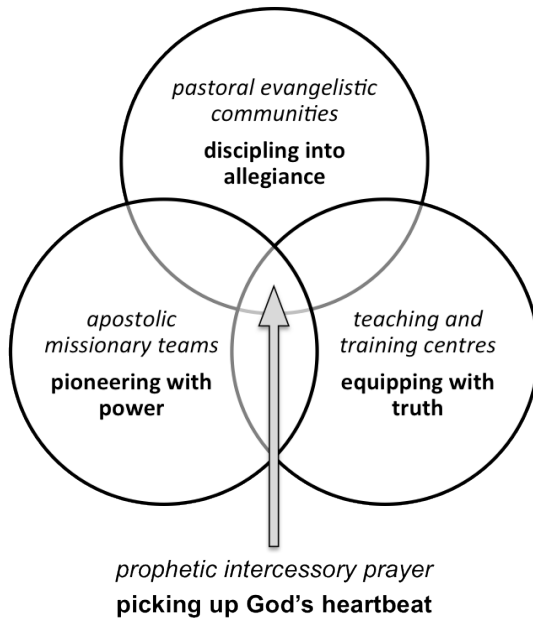 pastoral evangelistic
communities
discipling into
allegiance
apostolic
missionary teams
pioneering with
power
teaching and
training centres
equipping with
truth
prophetic intercessory prayer
picking up God's heartbeat